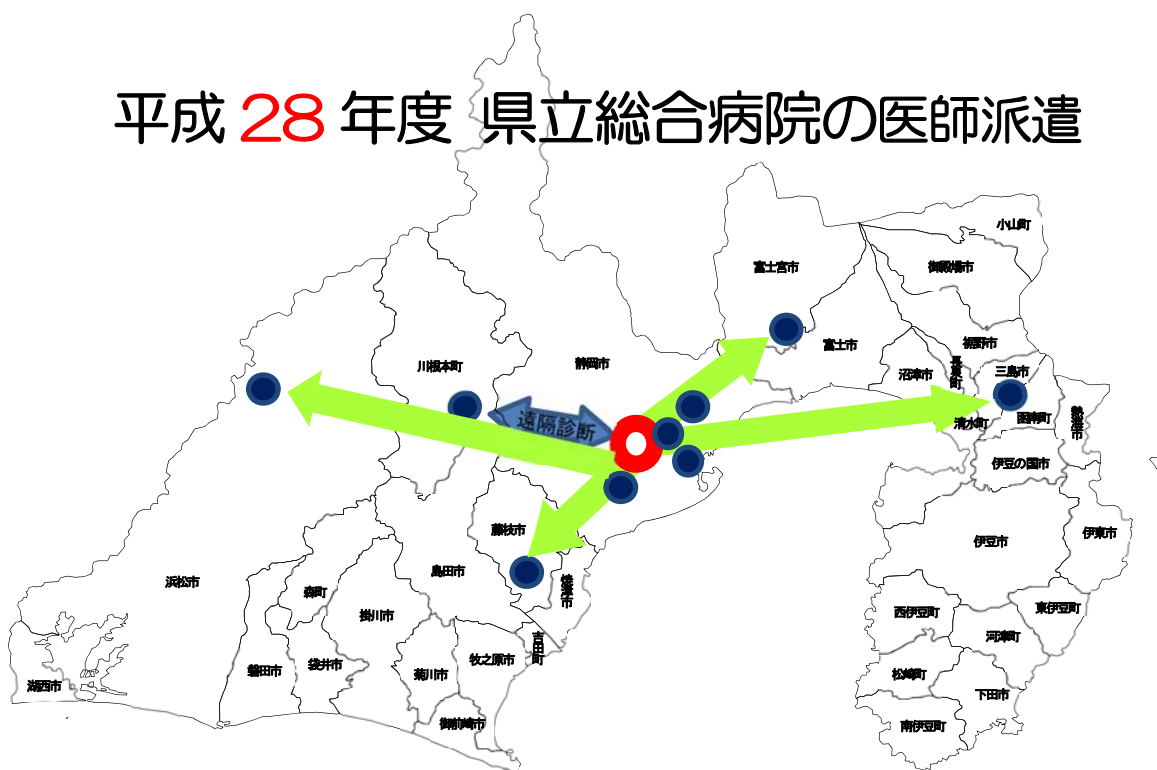 平成 28 年度 県立総合病院の医師派遣
小山町
富士宮市
御殿場市
裾野市
富士市
静岡市
川根本町
沼津市
長泉町
三島市
熱海市
清水町
函南町
遠隔診断
伊豆の国市
藤枝市
伊豆市
伊東市
島田市
浜松市
焼津市
森町
掛川市
西伊豆町
東伊豆町
河津町
吉田町
牧之原市
袋井市
磐田市
菊川市
松崎町
湖西市
下田市
御前崎市
南伊豆町